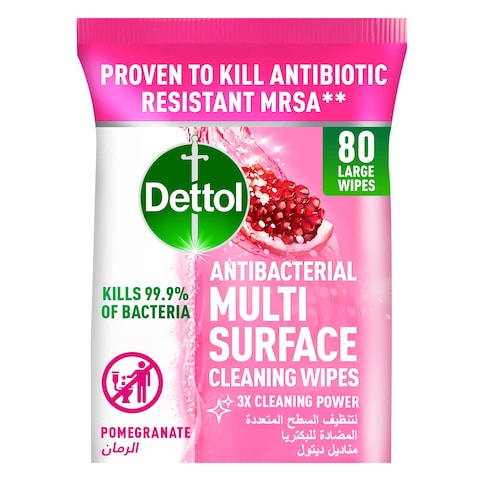 PROVEN TO KILL ANTIBIOTIC
RESISTANT MRSA**
80
LARGE
WIPES
Dettol
KILLS 99.9%
OF BACTERIA
ANTIBACTERIAL
MULTI
SURFACE
CLEANING WIPES
3X CLEANING POWER
لتنظيف السطح المتعددة
المضادة للبكتريا
مناديل ديتول
POMEGRANATE
الرمان